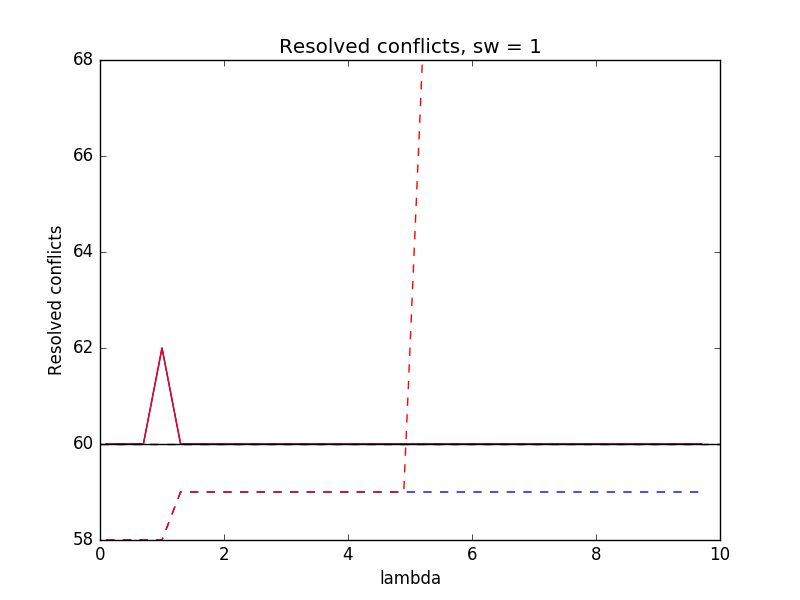 Resolved conflicts, sw = 1
68
66
64
62
60
58
Resolved conflicts
0 2 4 6 8 10
lambda